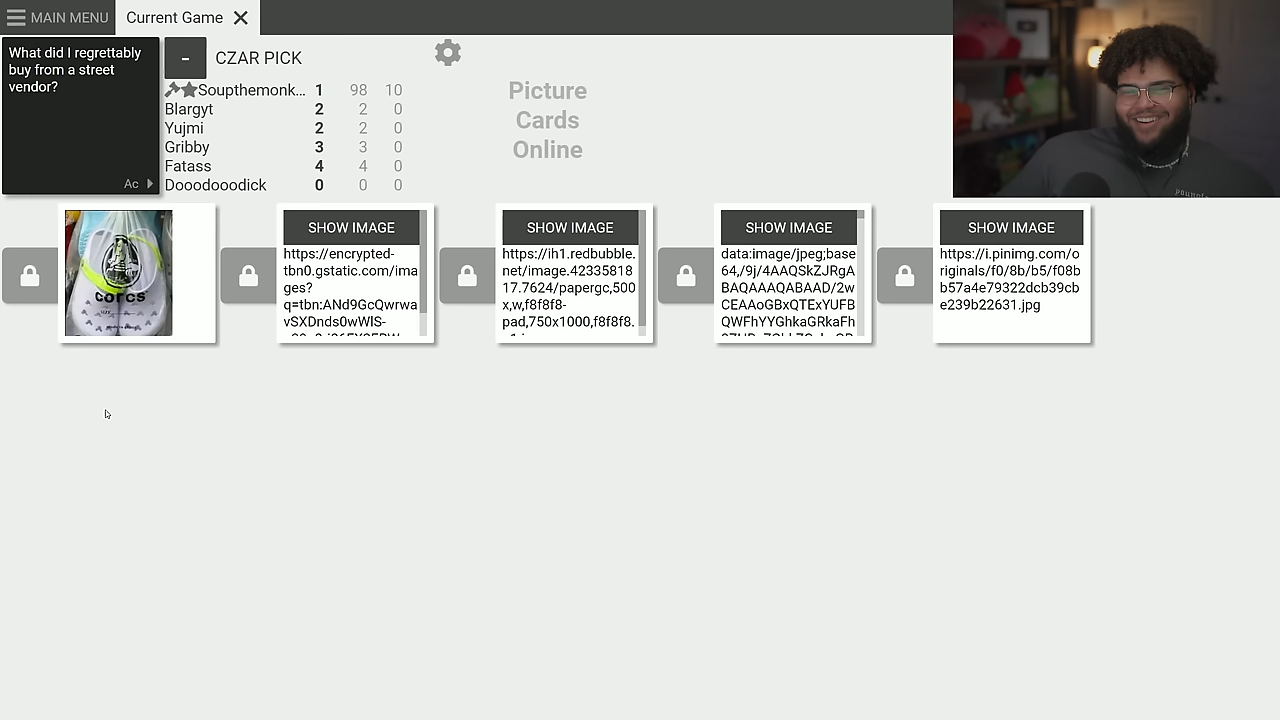 MAIN MENU
Current Game
What did I regrettably
buy from a street
vendor?
Ac
-
CZAR PICK
Soupthemonk... 1 98 10
Blargyt 2 2 0
Yujmi 2 2 0
Gribby 3 3 0
Fatass 4 4 0
Dooodooodick 0 0 0
Picture
Cards
Online
corcs
SHOW IMAGE
https://encrypted-
tbn0.gstatic.com/ima
ges?
q=tbn:ANd9GcQwrwa
vSXDnds0wWIS-
SHOW IMAGE
https://ih1.redbubble.
net/image.42335818
17.7624/papergc,500
x,w,f8f8f8-
pad,750x1000,f8f8f8.
SHOW IMAGE
data:image/jpeg;base
64,/9j/4AAQSkZJRgA
BAQAAAQABAAD/2w
CEAAoGBxQTExYUFB
QWFhYYGhkaGRkaFh
SHOW IMAGE
https://i.pinimg.com/o
riginals/f0/8b/b5/f08b
b57a4e79322dcb39cb
e239b22631.jpg